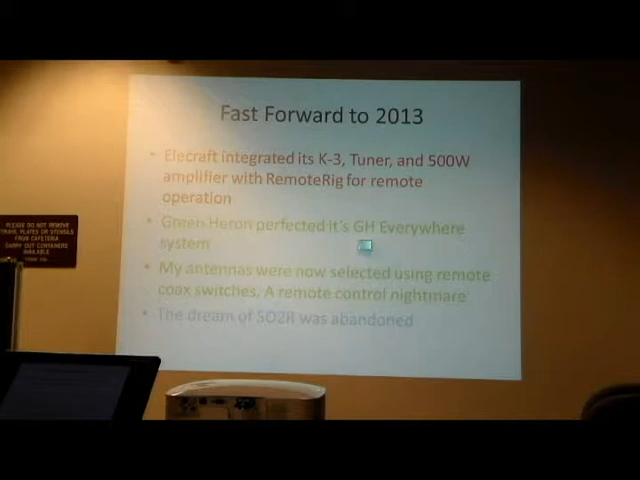 Fast Forward to 2013
• Elecraft integrated its K-3, Tuner, and 500W
amplifier with RemoteRig for remote
operation
• Green Heron perfected it's GH Everywhere
system
• My antennas were now selected using remote
coax switches. A remote control nightmare
• The dream of SO2R was abandoned
PLEASE DO NOT REMOVE
TRAYS, PLATES OR UTENSILS
FROM CAFETERIA
CARRY OUT CONTAINERS
AVAILABLE
THANK YOU